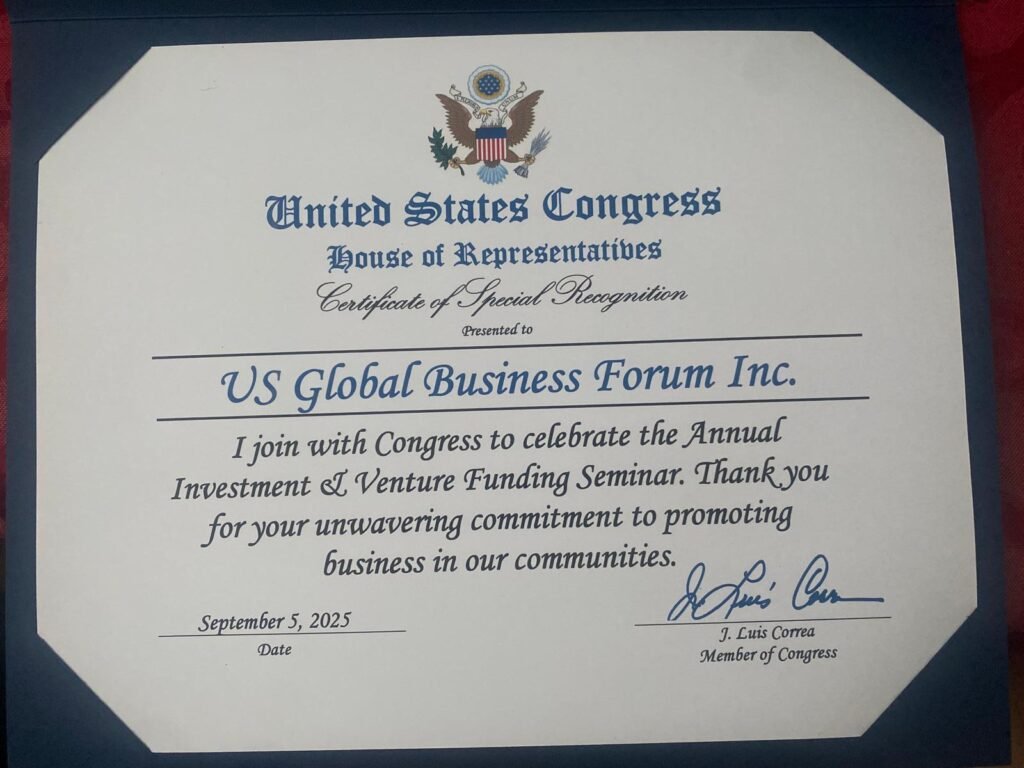 United States Congress
House of Representatives
Certificate of Special Recognition
Presented to
US Global Business Forum Inc.
I join with Congress to celebrate the Annual
Investment & Venture Funding Seminar. Thank you
for your unwavering commitment to promoting
business in our communities.
J. Luis Correa
September 5, 2025
Date
J. Luis Correa
Member of Congress